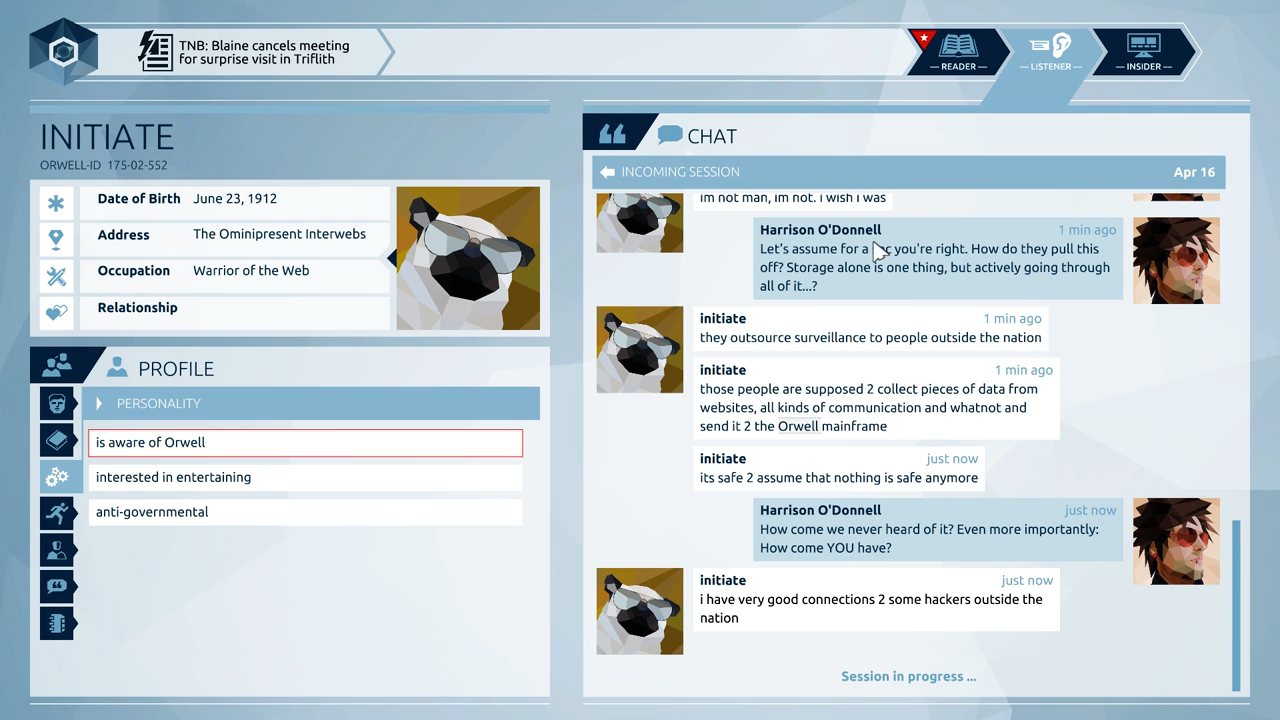 TNB: Blaine cancels meeting
for surprise visit in Triflith
— READER —
— LISTENER —
— INSIDER —
INITIATE
ORWELL-ID 175-02-552
Date of Birth June 23, 1912
Address The Ominipresent Interwebs
Occupation Warrior of the Web
Relationship
PROFILE
PERSONALITY
is aware of Orwell
interested in entertaining
anti-governmental
CHAT
INCOMING SESSION Apr 16
im not man, im not. i wish i was
Harrison O'Donnell 1 min ago
Let's assume for a you're right. How do they pull this
off? Storage alone is one thing, but actively going through
all of it...?
initiate 1 min ago
they outsource surveillance to people outside the nation
initiate 1 min ago
those people are supposed 2 collect pieces of data from
websites, all kinds of communication and whatnot and
send it 2 the Orwell mainframe
initiate just now
its safe 2 assume that nothing is safe anymore
Harrison O'Donnell just now
How come we never heard of it? Even more importantly:
How come YOU have?
initiate just now
i have very good connections 2 some hackers outside the
nation
Session in progress ...